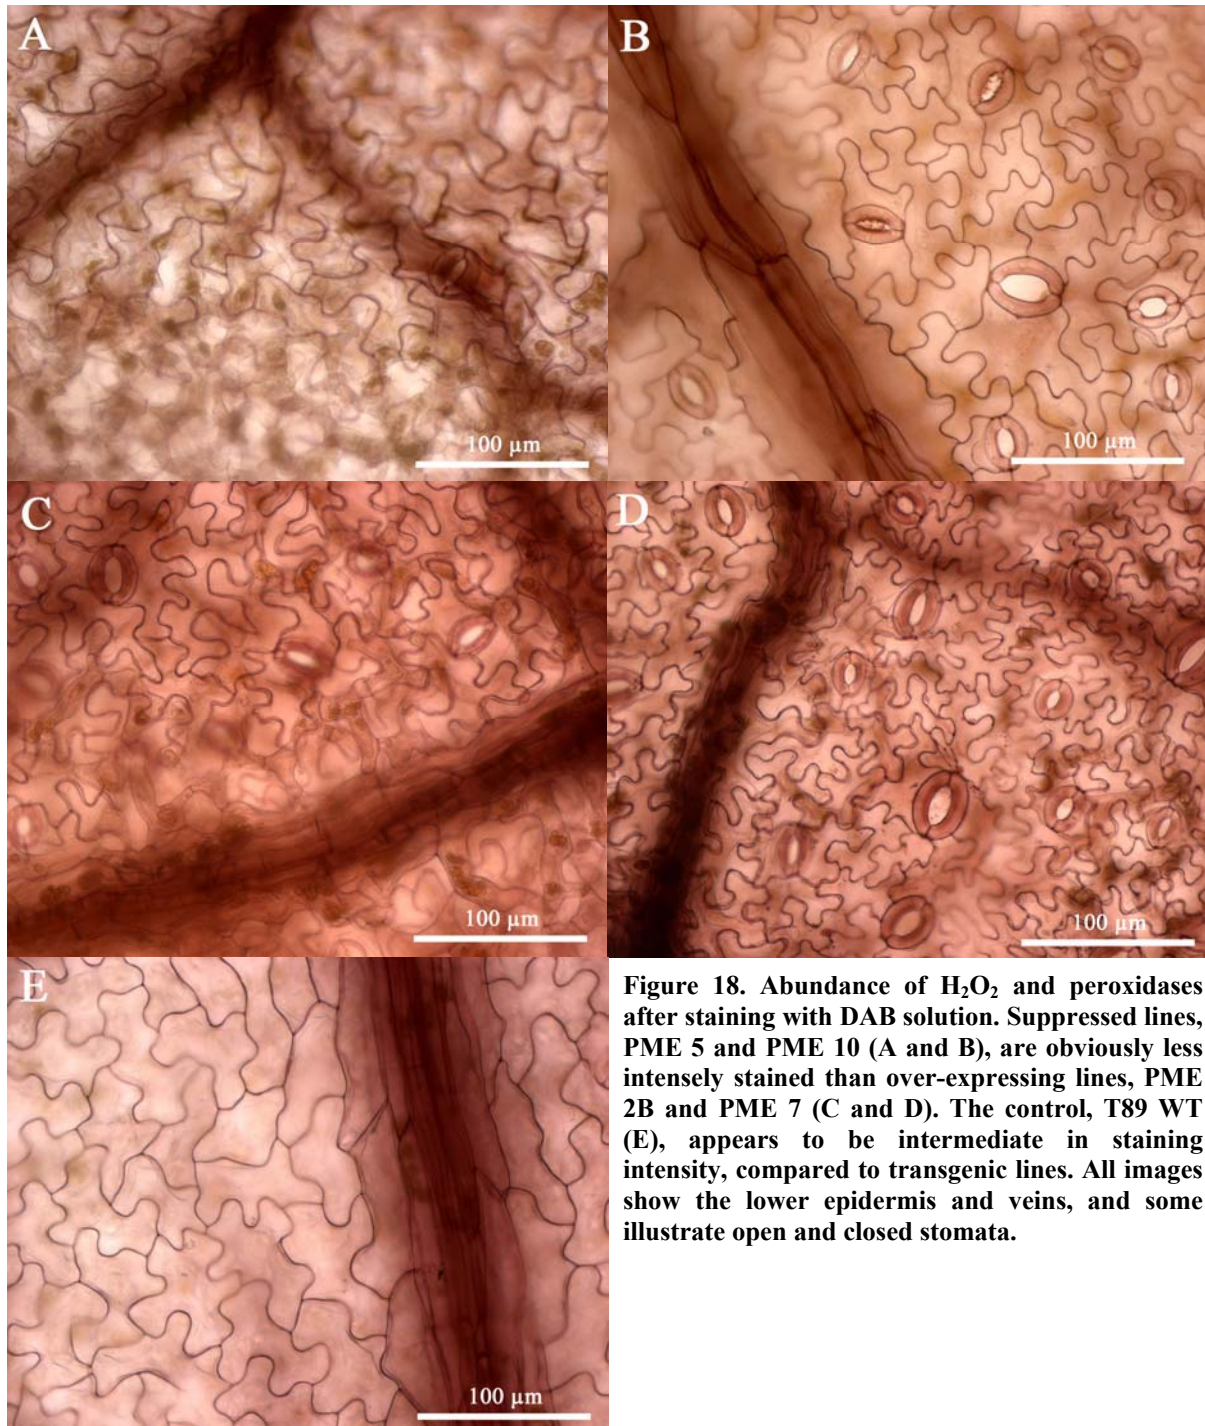 A
B
100 µm
100 µm
C
D
100 µm
100 µm
E
100 µm
Figure 18. Abundance of H₂O₂ and peroxidases
after staining with DAB solution. Suppressed lines,
PME 5 and PME 10 (A and B), are obviously less
intensely stained than over-expressing lines, PME
2B and PME 7 (C and D). The control, T89 WT
(E), appears to be intermediate in staining
intensity, compared to transgenic lines. All images
show the lower epidermis and veins, and some
illustrate open and closed stomata.